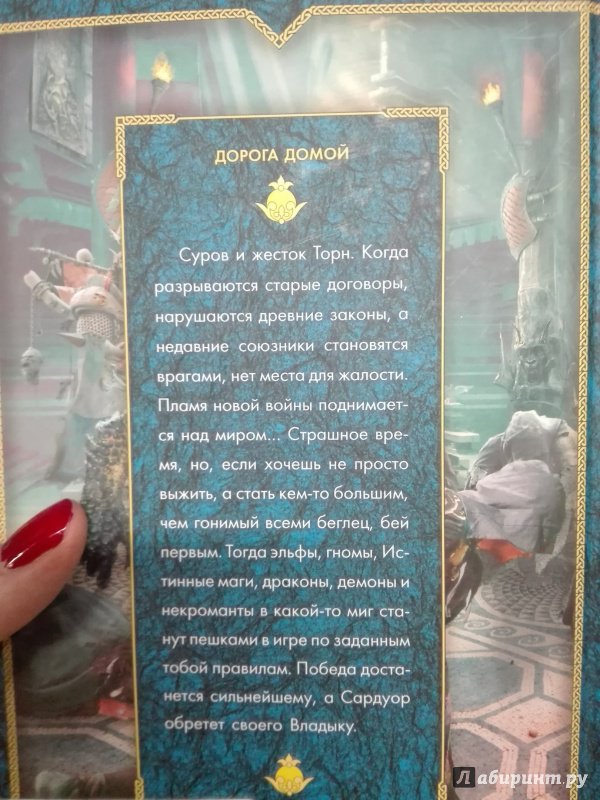 ДОРОГА ДОМОЙ
Суров и жесток Торн. Когда
разрываются старые договоры,
нарушаются древние законы, а
недавние союзники становятся
врагами, нет места для жалости.
Пламя новой войны поднимает-
ся над миром... Страшное вре-
мя, но, если хочешь не просто
выжить, а стать кем-то большим,
чем гонимый всеми беглец, бей
первым. Тогда эльфы, гномы, Ис-
тинные маги, драконы, демоны и
некроманты в какой-то миг ста-
нут пешками в игре по заданным
тобой правилам. Победа доста-
нется сильнейшему, а Сардуор
обретет своего Владыку.
Лабиринт.ру